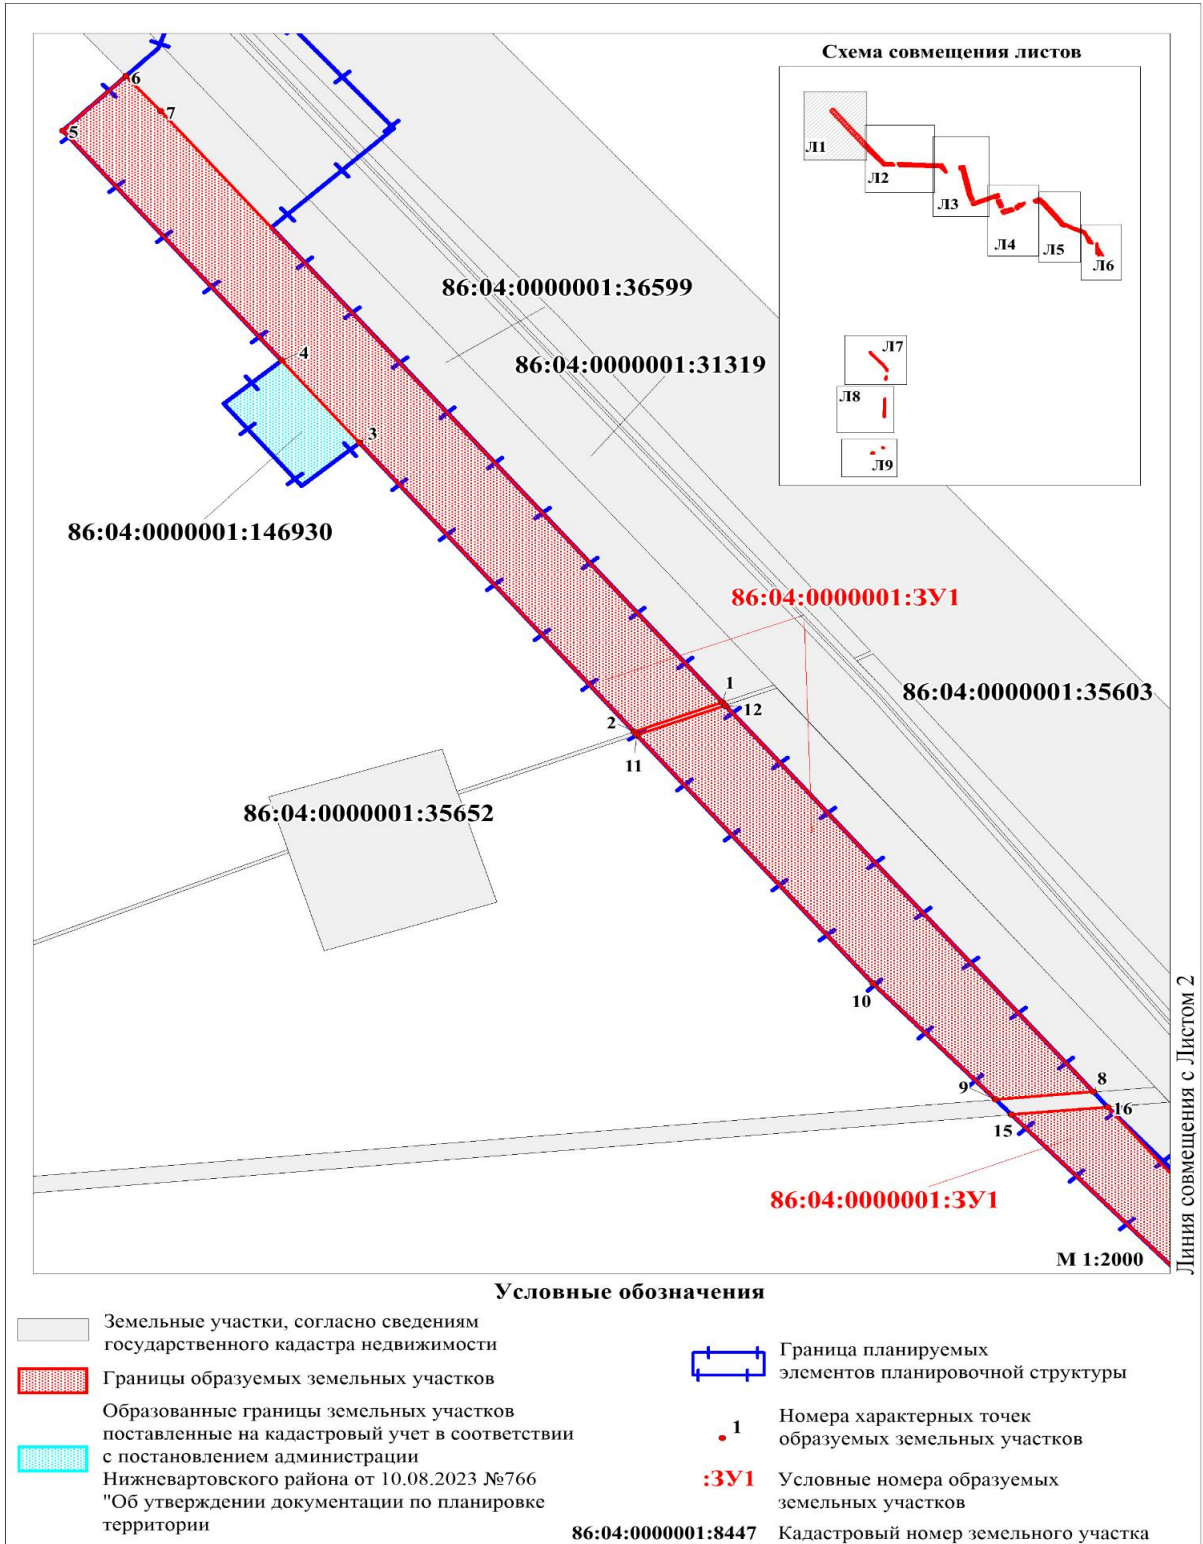 Схема совмещения листов
Л1
Л2
Л3
Л4
Л5
Л6
Л7
Л8
Л9
6
7
5
86:04:0000001:36599
86:04:0000001:31319
4
3
86:04:0000001:146930
86:04:0000001:ЗУ1
86:04:0000001:35603
1
12
2
11
86:04:0000001:35652
10
9
8
16
15
86:04:0000001:ЗУ1
М 1:2000
Линия совмещения с Листом 2
Условные обозначения
Земельные участки, согласно сведениям
государственного кадастра недвижимости
Границы образуемых земельных участков
Образованные границы земельных участков
поставленные на кадастровый учет в соответствии
с постановлением администрации
Нижневартовского района от 10.08.2023 №766
"Об утверждении документации по планировке
территории
Граница планируемых
элементов планировочной структуры
1
Номера характерных точек
образуемых земельных участков
:ЗУ1 Условные номера образуемых
земельных участков
86:04:0000001:8447 Кадастровый номер земельного участка